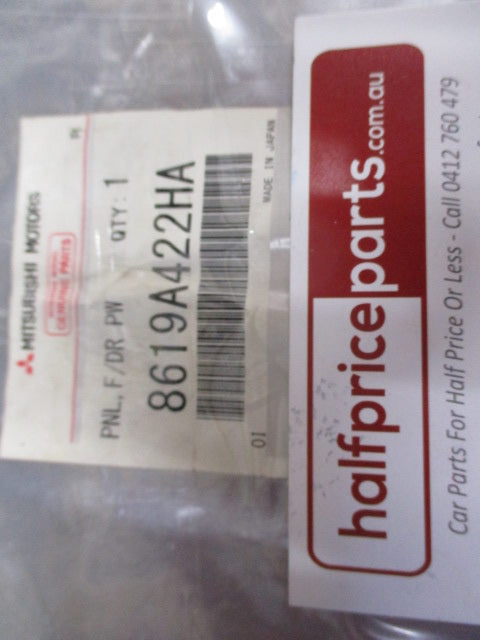 MITSUBISHI MOTORS
GENUINE PARTS
PNL, F/DR PW QTY: 1
8619A422HA
MADE IN JAPAN
01
halfpriceparts.com.au
Car Parts For Half Price Or Less - Call 0412 760 479